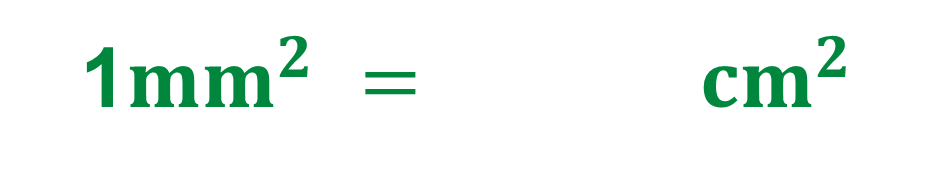 1mm² = cm²